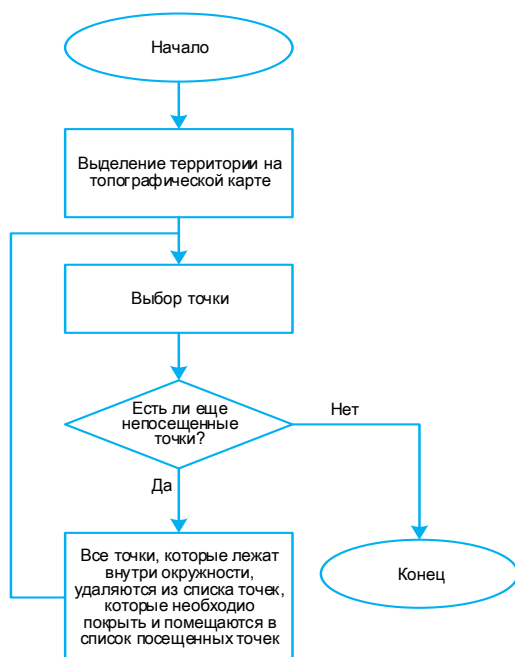 Начало
Выделение территории на
топографической карте
Выбор точки
Есть ли еще
непосещенные
точки?
Нет
Да
Все точки, которые лежат
внутри окружности,
удаляются из списка точек,
которые необходио
покрыть и помещаются в
список посещенных точек
Конец